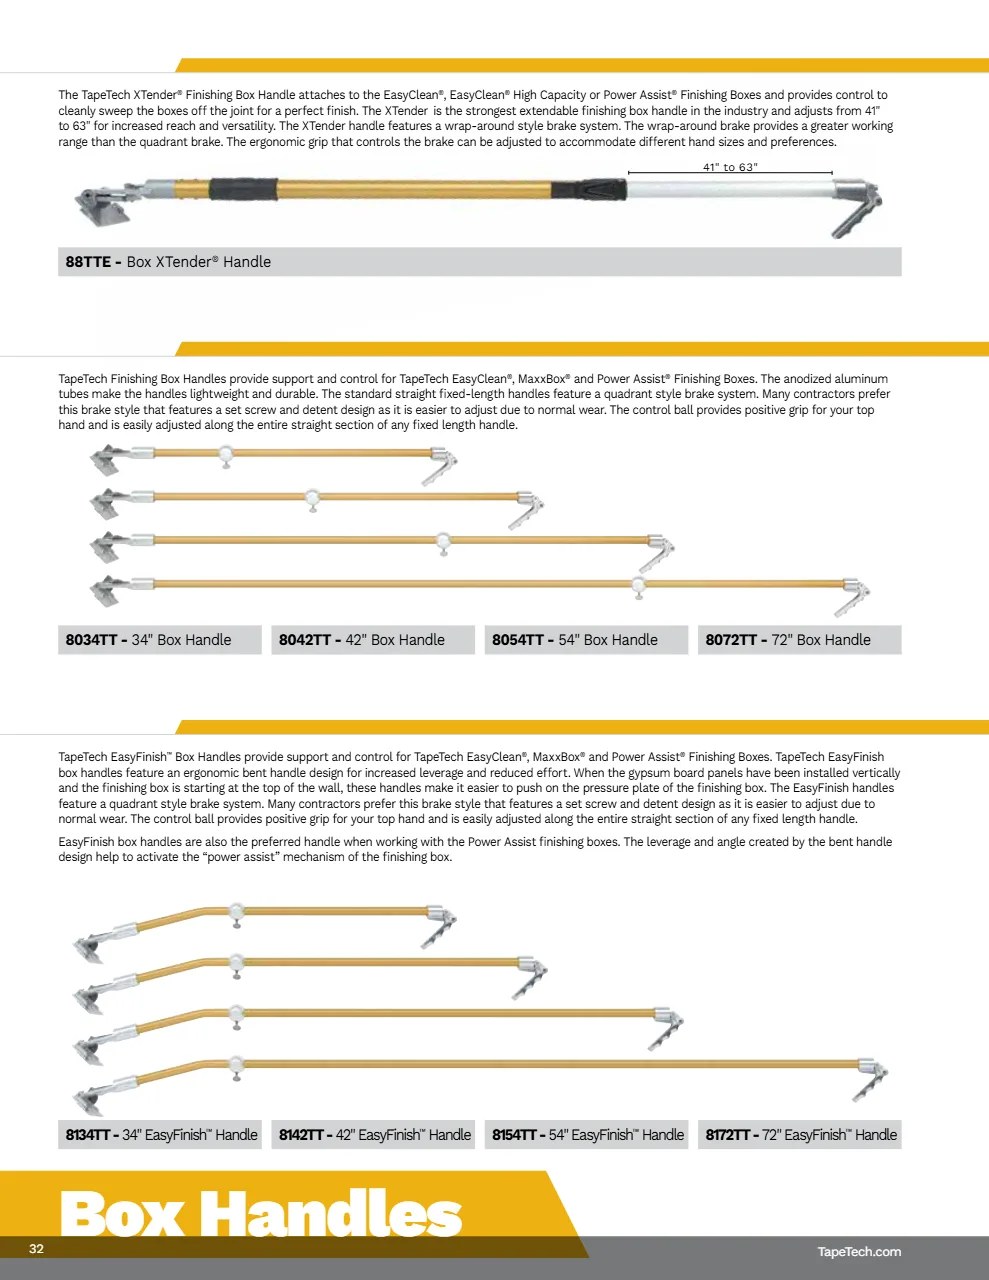 The TapeTech XTender® Finishing Box Handle attaches to the EasyClean®, EasyClean® High Capacity or Power Assist® Finishing Boxes and provides control to
cleanly sweep the boxes off the joint for a perfect finish. The XTender is the strongest extendable finishing box handle in the industry and adjusts from 41"
to 63" for increased reach and versatility. The XTender handle features a wrap-around style brake system. The wrap-around brake provides a greater working
range than the quadrant brake. The ergonomic grip that controls the brake can be adjusted to accommodate different hand sizes and preferences.
41" to 63"
88TTE - Box XTender® Handle
TapeTech Finishing Box Handles provide support and control for TapeTech EasyClean®, MaxxBox® and Power Assist® Finishing Boxes. The anodized aluminum
tubes make the handles lightweight and durable. The standard straight fixed-length handles feature a quadrant style brake system. Many contractors prefer
this brake style that features a set screw and detent design as it is easier to adjust due to normal wear. The control ball provides positive grip for your top
hand and is easily adjusted along the entire straight section of any fixed length handle.
8034TT - 34" Box Handle
8042TT - 42" Box Handle
8054TT - 54" Box Handle
8072TT - 72" Box Handle
TapeTech EasyFinish™ Box Handles provide support and control for TapeTech EasyClean®, MaxxBox® and Power Assist® Finishing Boxes. TapeTech EasyFinish
box handles feature an ergonomic bent handle design for increased leverage and reduced effort. When the gypsum board panels have been installed vertically
and the finishing box is starting at the top of the wall, these handles make it easier to push on the pressure plate of the finishing box. The EasyFinish handles
feature a quadrant style brake system. Many contractors prefer this brake style that features a set screw and detent design as it is easier to adjust due to
normal wear. The control ball provides positive grip for your top hand and is easily adjusted along the entire straight section of any fixed length handle.
EasyFinish box handles are also the preferred handle when working with the Power Assist finishing boxes. The leverage and angle created by the bent handle
design help to activate the “power assist” mechanism of the finishing box.
8134TT - 34" EasyFinish™ Handle
8142TT - 42" EasyFinish™ Handle
8154TT - 54" EasyFinish™ Handle
8172TT - 72" EasyFinish™ Handle
Box Handles
32
TapeTech.com